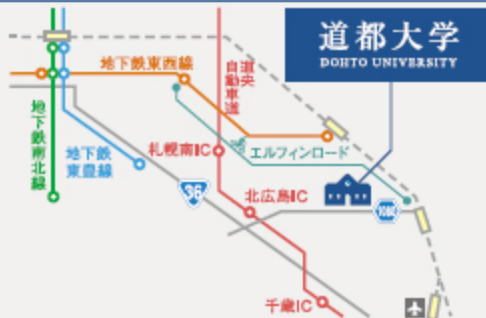 道都大学
DOHTO UNIVERSITY
地下鉄東西線
道央
自動車道
地下鉄南北線
地下鉄
東豊線
札幌南IC
エルフィンロード
36
北広島IC
1080
千歳IC